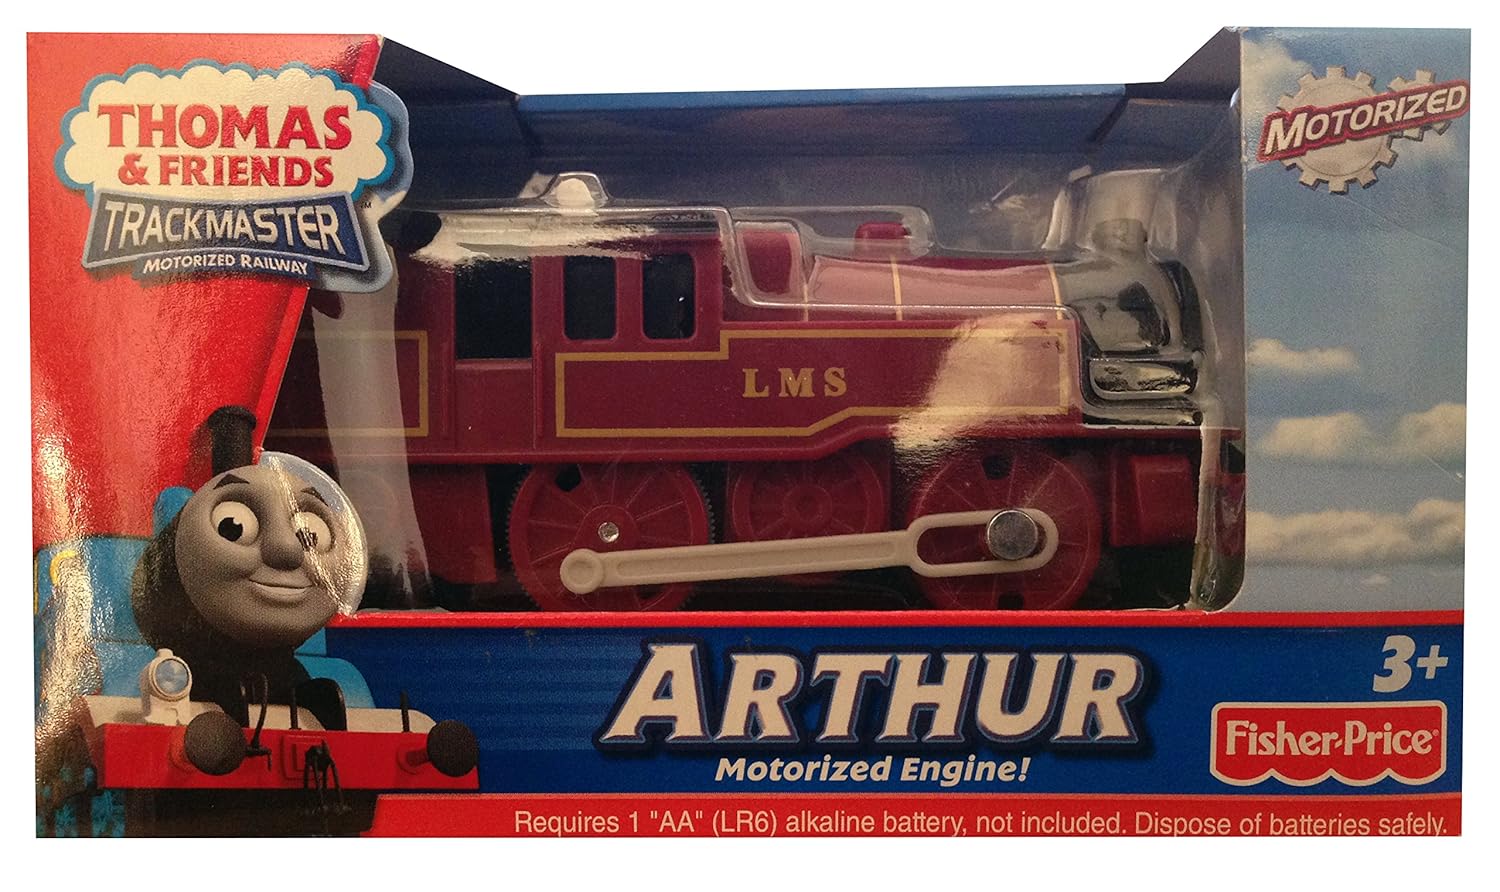 THOMAS
& FRIENDS
TRACKMASTER
MOTORIZED RAILWAY
™
MOTORIZED
LMS
ARTHUR
Motorized Engine!
3+
Fisher-Price®
Requires 1 "AA" (LR6) alkaline battery, not included. Dispose of batteries safely.